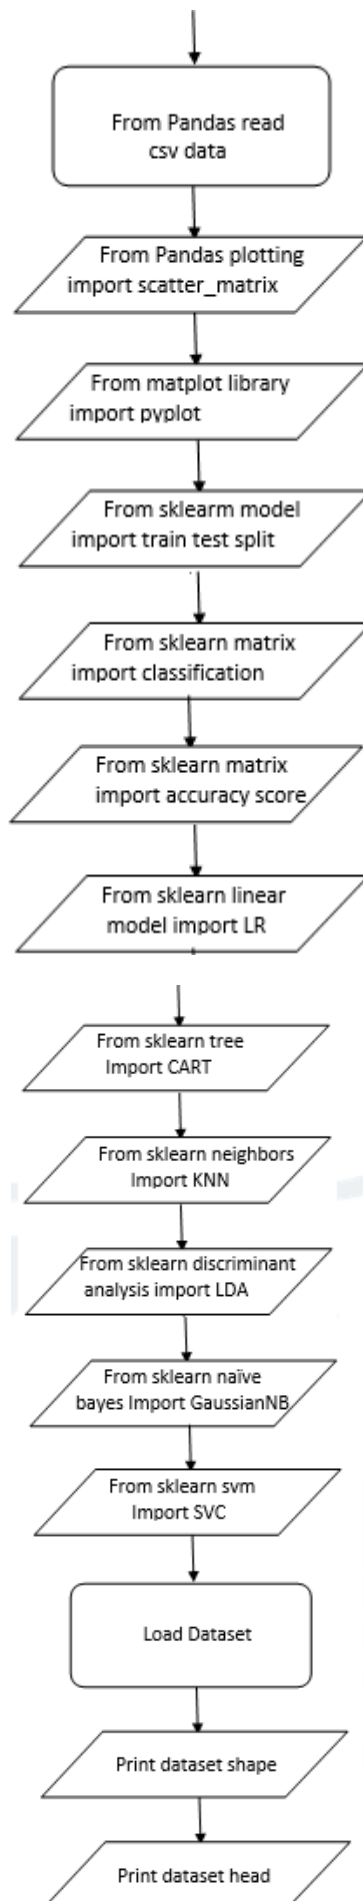 From Pandas read
csv data
From Pandas plotting
import scatter_matrix
From matplot library
import pyplot
From sklearm model
import train test split
From sklearn matrix
import classification
From sklearn matrix
import accuracy score
From sklearn linear
model import LR
From sklearn tree
Import CART
From sklearn neighbors
Import KNN
From sklearn discriminant
analysis import LDA
From sklearn naïve
bayes Import GaussianNB
From sklearn svm
Import SVC
Load Dataset
Print dataset shape
Print dataset head